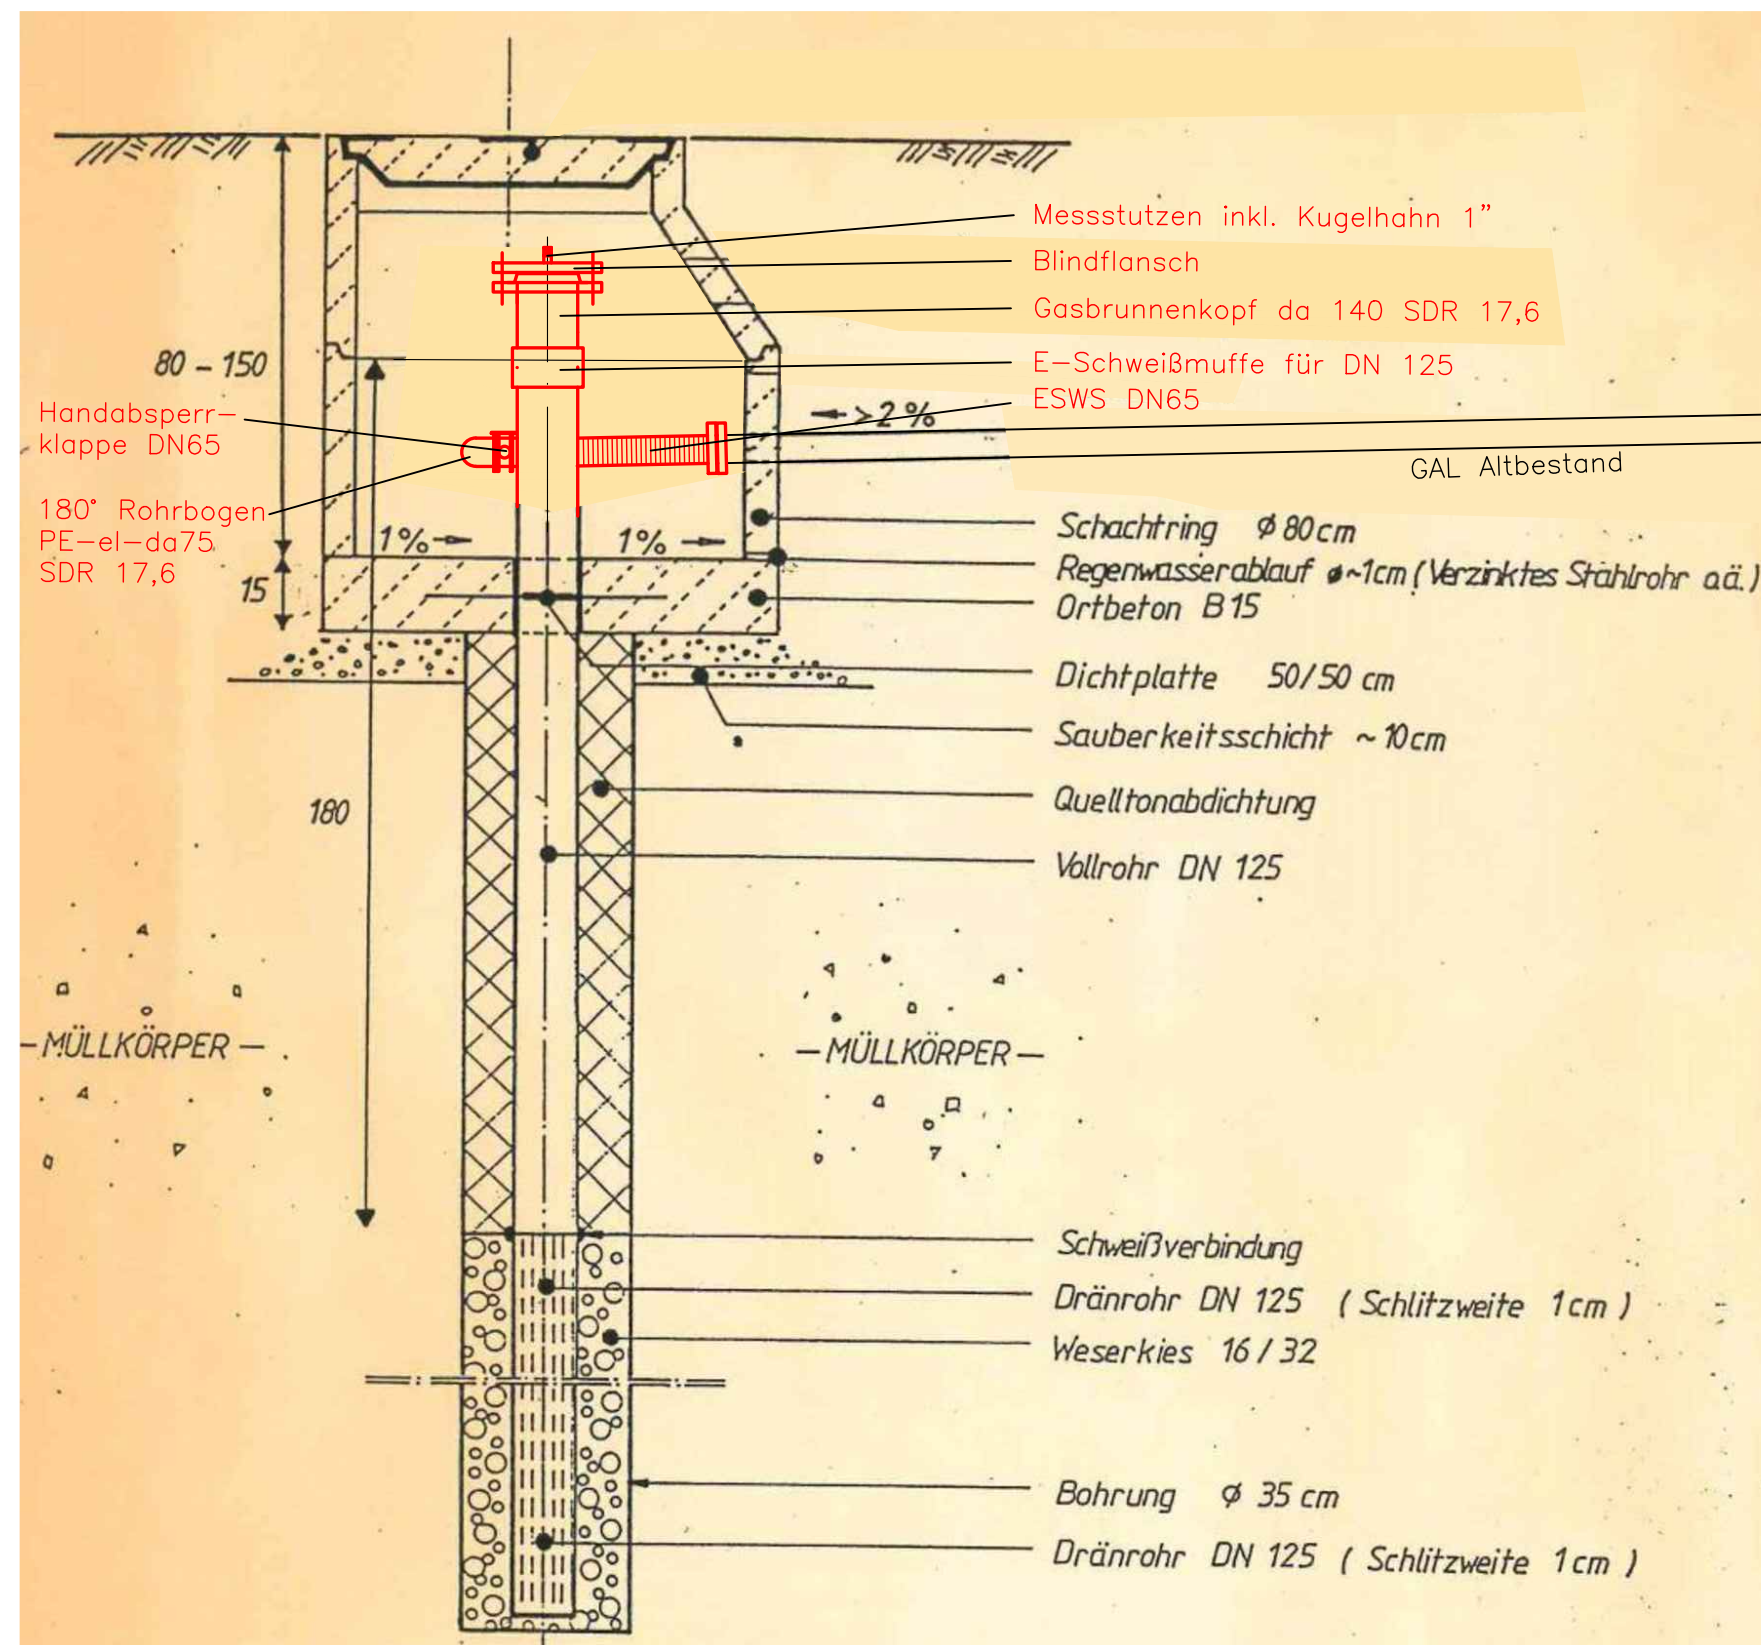 Messstutzen inkl. Kugelhahn 1"
Blindflansch
Gasbrunnenkopf da 140 SDR 17,6
80 – 150
E-Schweißmuffe für DN 125
ESWS DN65
Handabsperr-
klappe DN65
>2%
GAL Altbestand
180° Rohrbogen
PE-el-da75
SDR 17,6
1%
1%
Schachtring ø 80cm
Regenwasserablauf ø~1cm (Verzinktes Stahlrohr o.ä.)
15
Ortbeton B 15
Dichtplatte 50/50 cm
Sauberkeitsschicht ~ 10cm
180
Quelltonabdichtung
Vollrohr DN 125
– MÜLLKÖRPER –
– MÜLLKÖRPER –
Schweißverbindung
Dränrohr DN 125 ( Schlitzweite 1cm )
Weserkies 16 / 32
Bohrung ø 35 cm
Dränrohr DN 125 ( Schlitzweite 1cm )